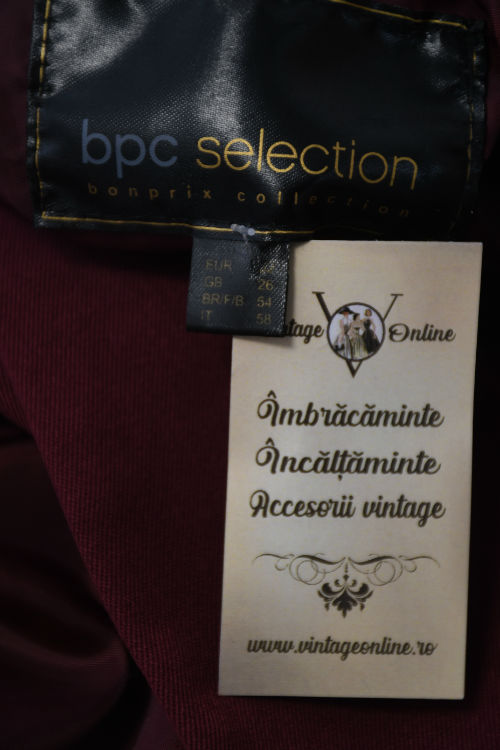 bpc selection
bonprix collection
EUR
GB 26
BR/F/B 54
IT 58
Online
Îmbrăcăminte
Încălțăminte
Accesorii vintage
www.vintageonline.ro